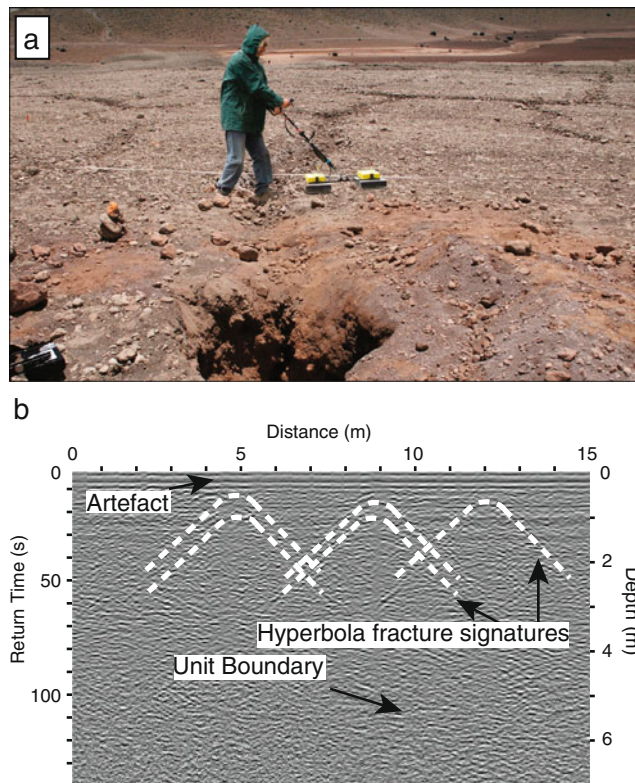 a
b
Distance (m)
0 5 10 15
0 0
Artefact
50 2
Hyperbola fracture signatures
4
Unit Boundary
100
6
Return Time (s)
Depth (m)